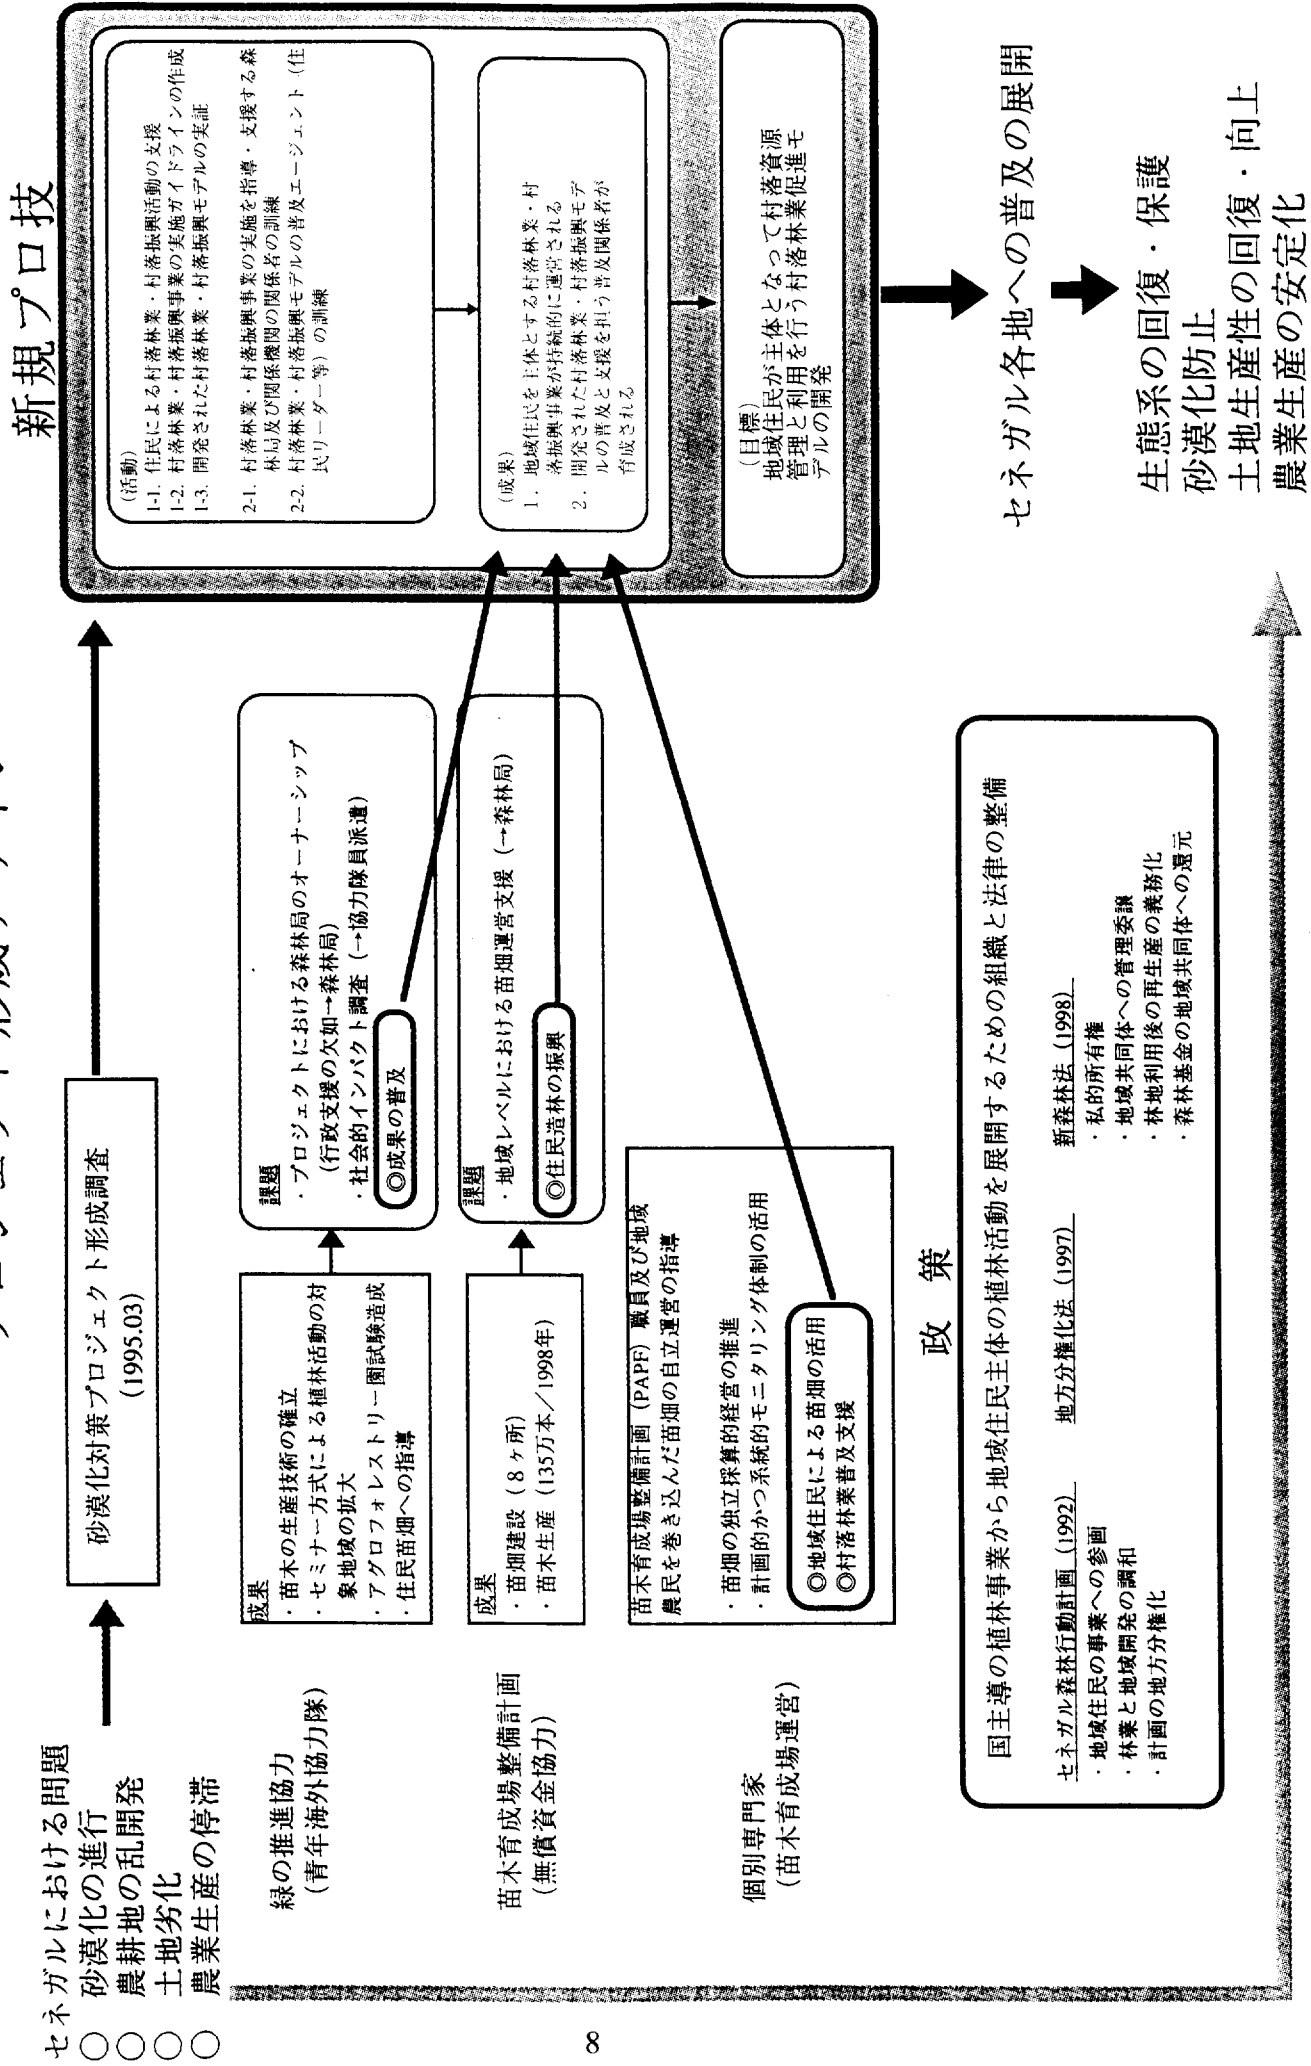 セネガルにおける問題
○ 砂漠化の進行
○ 農耕地の乱開発
○ 土地劣化
○ 農業生産の停滞
砂漠化対策プロジェクト形成調査
(1995.03)
新規プロ技
(活動)
1-1. 住民による村落林業・村落振興活動の支援
1-2. 村落林業・村落振興事業の実施ガイドラインの作成
1-3. 開発された村落林業・村落振興モデルの実証
2-1. 村落林業・村落振興事業の実施を指導・支援する森
林局及び関係機関の関係者の訓練
2-2. 村落林業・村落振興モデルの普及エージェント (住
民リーダー等) の訓練
(成果)
1. 地域住民を主体とする村落林業・村
落振興事業が持続的に運営される
2. 開発された村落林業・村落振興モデ
ルの普及と支援を担う普及関係者が
育成される
(目標)
地域住民が主体となって村落資源
管理と利用を行う村落林業促進モ
デルの開発
セネガル各地への普及の展開
生態系の回復・保護
砂漠化防止
土地生産性の回復・向上
農業生産の安定化
緑の推進協力
(青年海外協力隊)
成果
・苗木の生産技術の確立
・セミナー方式による植林活動の対
象地域の拡大
・アグロフォレストリー園試験造成
・住民苗畑への指導
課題
・プロジェクトにおける森林局のオーナーシップ
(行政支援の欠如→森林局)
・社会的インパクト調査 (→協力隊員派遣)
◎成果の普及
苗木育成場整備計画
(無償資金協力)
成果
・苗畑建設 (8ヶ所)
・苗木生産 (135万本/1998年)
課題
・地域レベルにおける苗畑運営支援 (→森林局)
◎住民造林の振興
個別専門家
(苗木育成場運営)
苗木育成場整備計画 (PAPF) 職員及び地域
農民を巻き込んだ苗畑の自立運営の指導
・苗畑の独立採算的経営の推進
・計画的かつ系統的モニタリング体制の活用
◎地域住民による苗畑の活用
◎村落林業普及支援
政 策
国主導の植林事業から地域住民主体の植林活動を展開するための組織と法律の整備
セネガル森林行動計画 (1992)
・地域住民の事業への参画
・林業と地域開発の調和
・計画の地方分権化
地方分権化法 (1997)
新森林法 (1998)
・私的所有権
・地域共同体への管理委譲
・林地利用後の再生産の義務化
・森林基金の地域共同体への還元
8